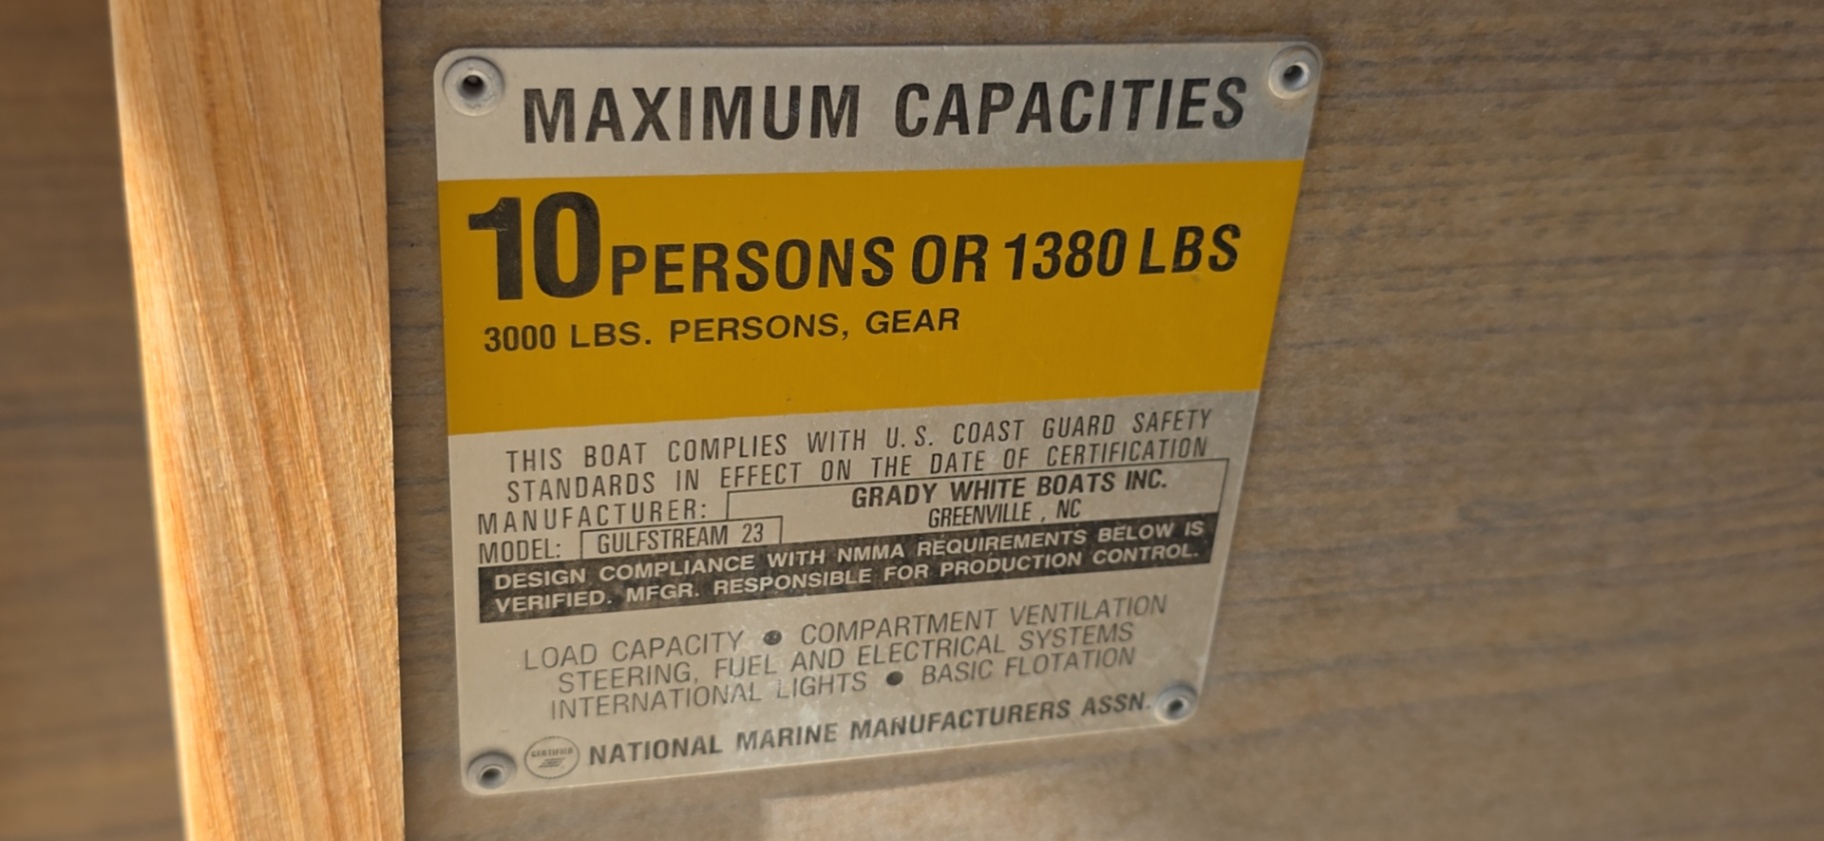 MAXIMUM CAPACITIES
10 PERSONS OR 1380 LBS
3000 LBS. PERSONS, GEAR
THIS BOAT COMPLIES WITH U.S. COAST GUARD SAFETY
STANDARDS IN EFFECT ON THE DATE OF CERTIFICATION
MANUFACTURER: GRADY WHITE BOATS INC.
GREENVILLE , NC
MODEL: GULFSTREAM 23
DESIGN COMPLIANCE WITH NMMA REQUIREMENTS BELOW IS
VERIFIED. MFGR. RESPONSIBLE FOR PRODUCTION CONTROL.
LOAD CAPACITY ● COMPARTMENT VENTILATION
STEERING, FUEL AND ELECTRICAL SYSTEMS
INTERNATIONAL LIGHTS ● BASIC FLOTATION
CERTIFIED
NATIONAL MARINE MANUFACTURERS ASSN.